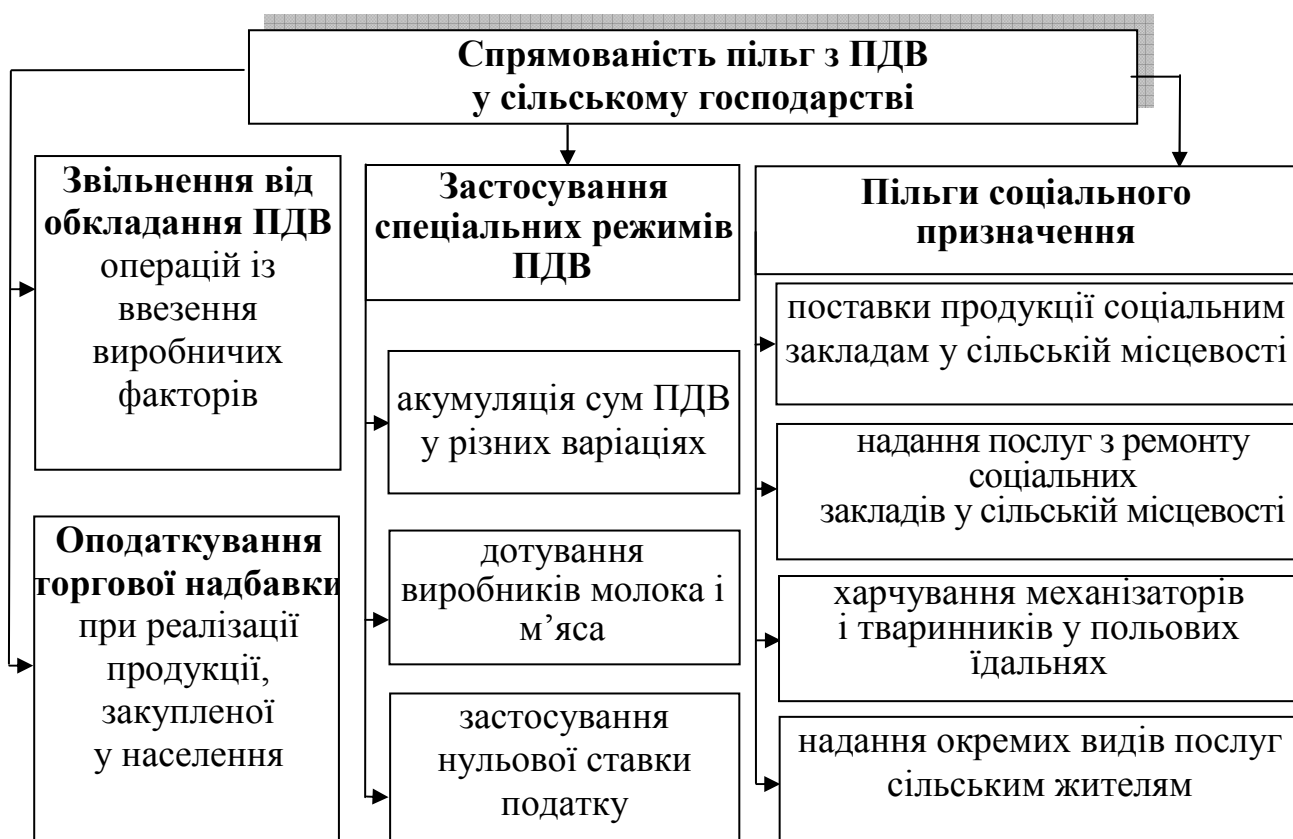 Спрямованість пільг з ПДВ
у сільському господарстві
Звільнення від
обкладання ПДВ
операцій із
ввезення
виробничих
факторів
Оподаткування
торгової надбавки
при реалізації
продукції,
закупленої
у населення
Застосування
спеціальних режимів
ПДВ
акумуляція сум ПДВ
у різних варіаціях
дотування
виробників молока і
м’яса
застосування
нульової ставки
податку
Пільги соціального
призначення
поставки продукції соціальним
закладам у сільській місцевості
надання послуг з ремонту
соціальних
закладів у сільській місцевості
харчування механізаторів
і тваринників у польових
їдальнях
надання окремих видів послуг
сільським жителям